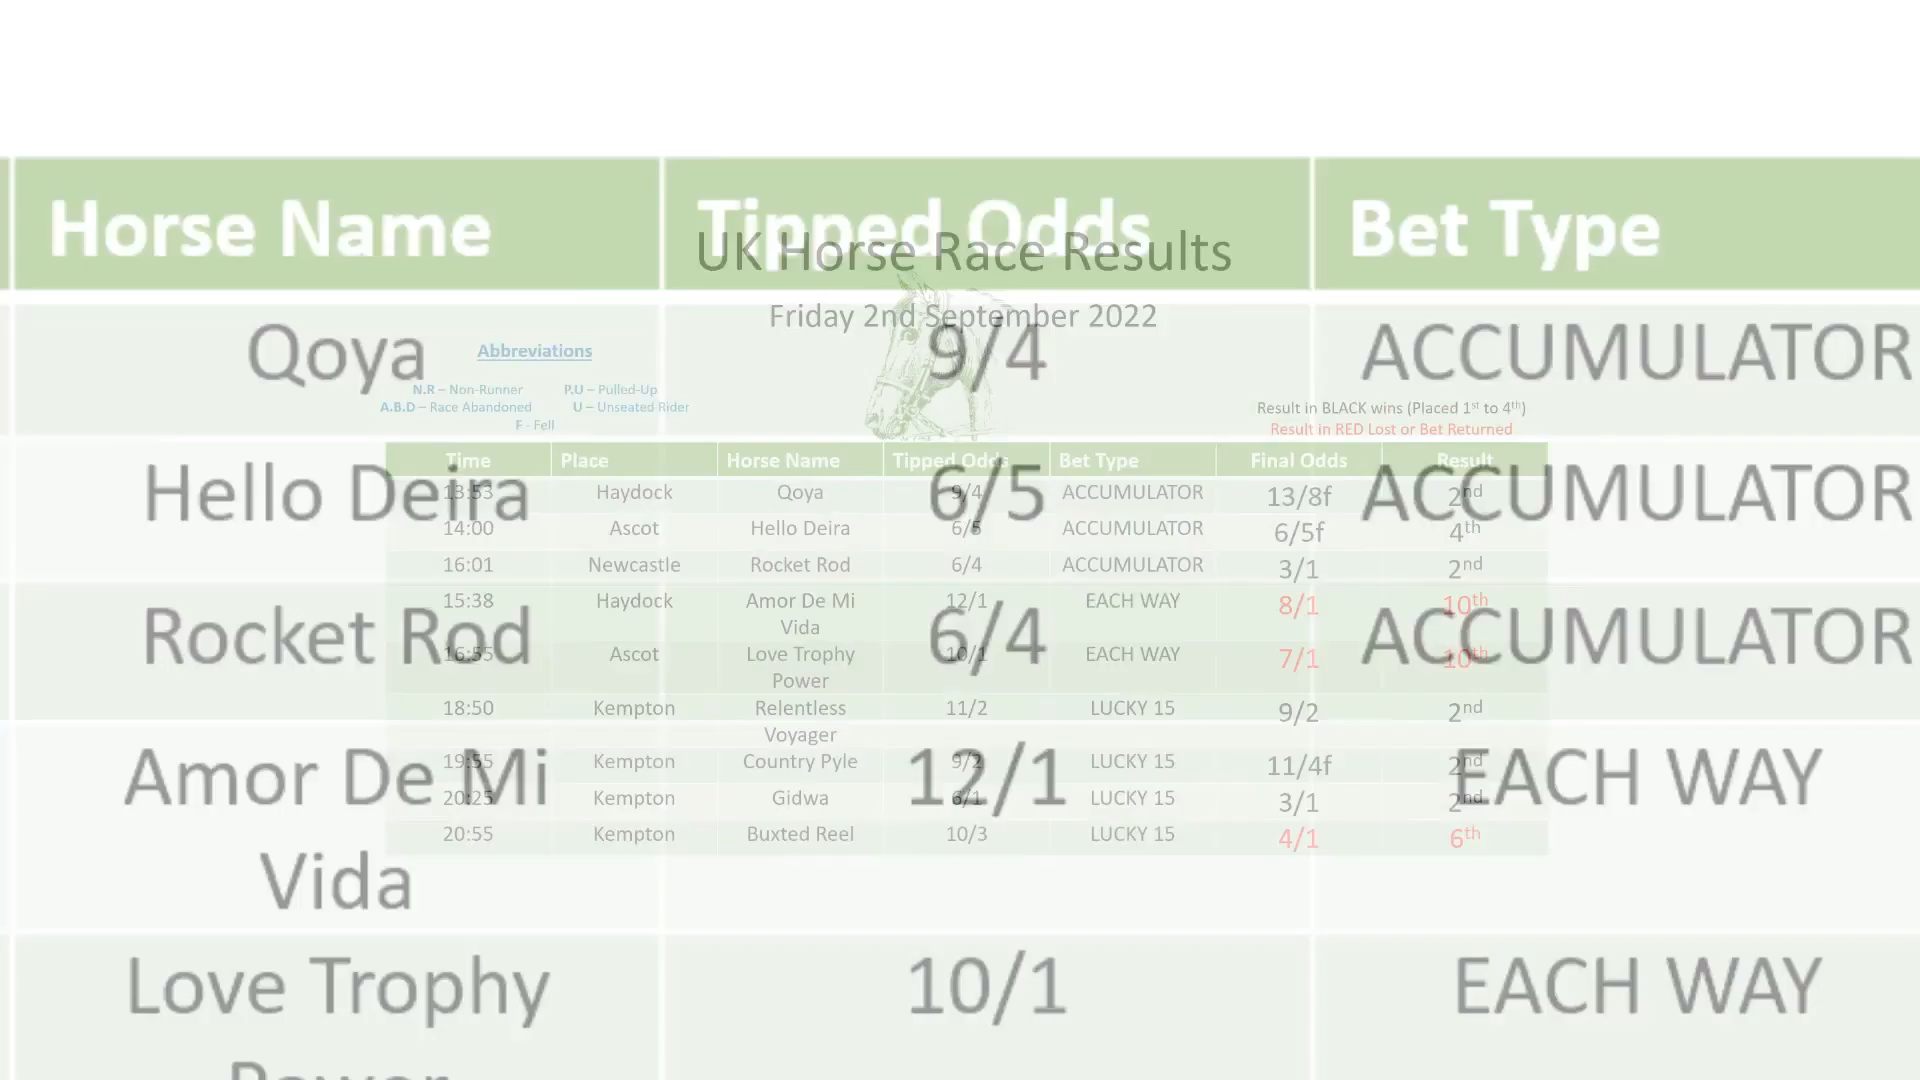 Horse Name Tipped Odds Bet Type
Qoya 9/4 ACCUMULATOR
Hello Deira 6/5 ACCUMULATOR
Rocket Rod 6/4 ACCUMULATOR
Amor De Mi 12/1 EACH WAY
Vida
Love Trophy 10/1 EACH WAY
Power
UK Horse Race Results
Friday 2nd September 2022
Abbreviations
N.R – Non-Runner P.U – Pulled-Up
A.B.D – Race Abandoned U – Unseated Rider
F - Fell
Result in BLACK wins (Placed 1st to 4th)
Result in RED Lost or Bet Returned
Time Place Horse Name Tipped Odds Bet Type Final Odds Result
13:53 Haydock Qoya 9/4 ACCUMULATOR 13/8f 2nd
14:00 Ascot Hello Deira 6/5 ACCUMULATOR 6/5f 4th
16:01 Newcastle Rocket Rod 6/4 ACCUMULATOR 3/1 2nd
15:38 Haydock Amor De Mi 12/1 EACH WAY 8/1 10th
Vida
16:55 Ascot Love Trophy 10/1 EACH WAY 7/1 10th
Power
18:50 Kempton Relentless 11/2 LUCKY 15 9/2 2nd
Voyager
19:55 Kempton Country Pyle 9/2 LUCKY 15 11/4f 2nd
20:25 Kempton Gidwa 6/1 LUCKY 15 3/1 2nd
20:55 Kempton Buxted Reel 10/3 LUCKY 15 4/1 6th